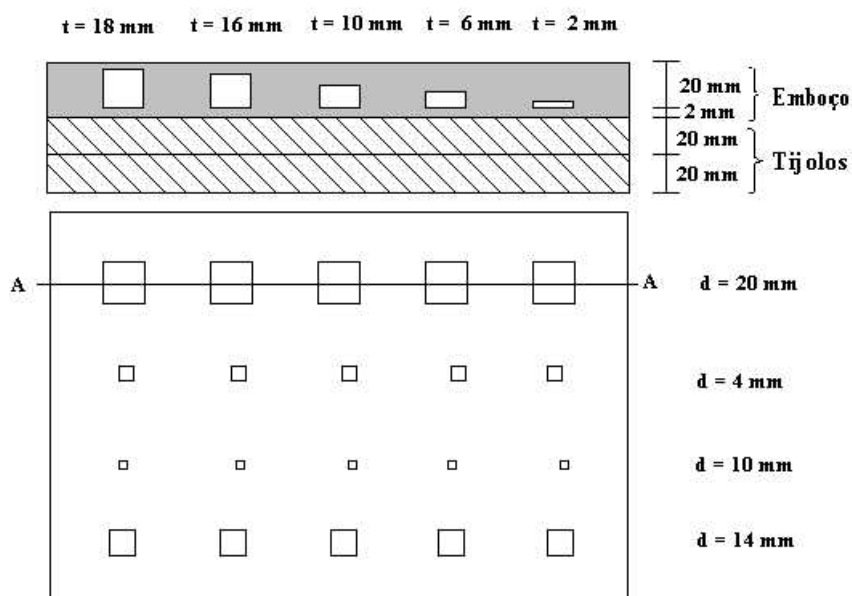 t = 18 mm t = 16 mm t = 10 mm t = 6 mm t = 2 mm
20 mm
2 mm
Emboço
20 mm
20 mm
Tijolos
A A d = 20 mm
d = 4 mm
d = 10 mm
d = 14 mm